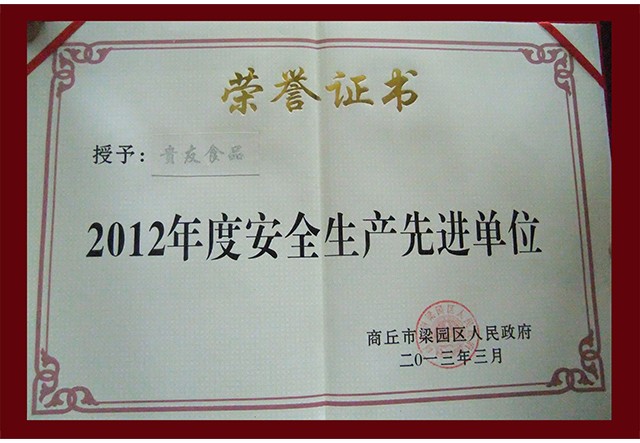 荣誉证书
授予：贵友食品
2012年度安全生产先进单位
商丘市梁园区人民政府
二0一三年三月